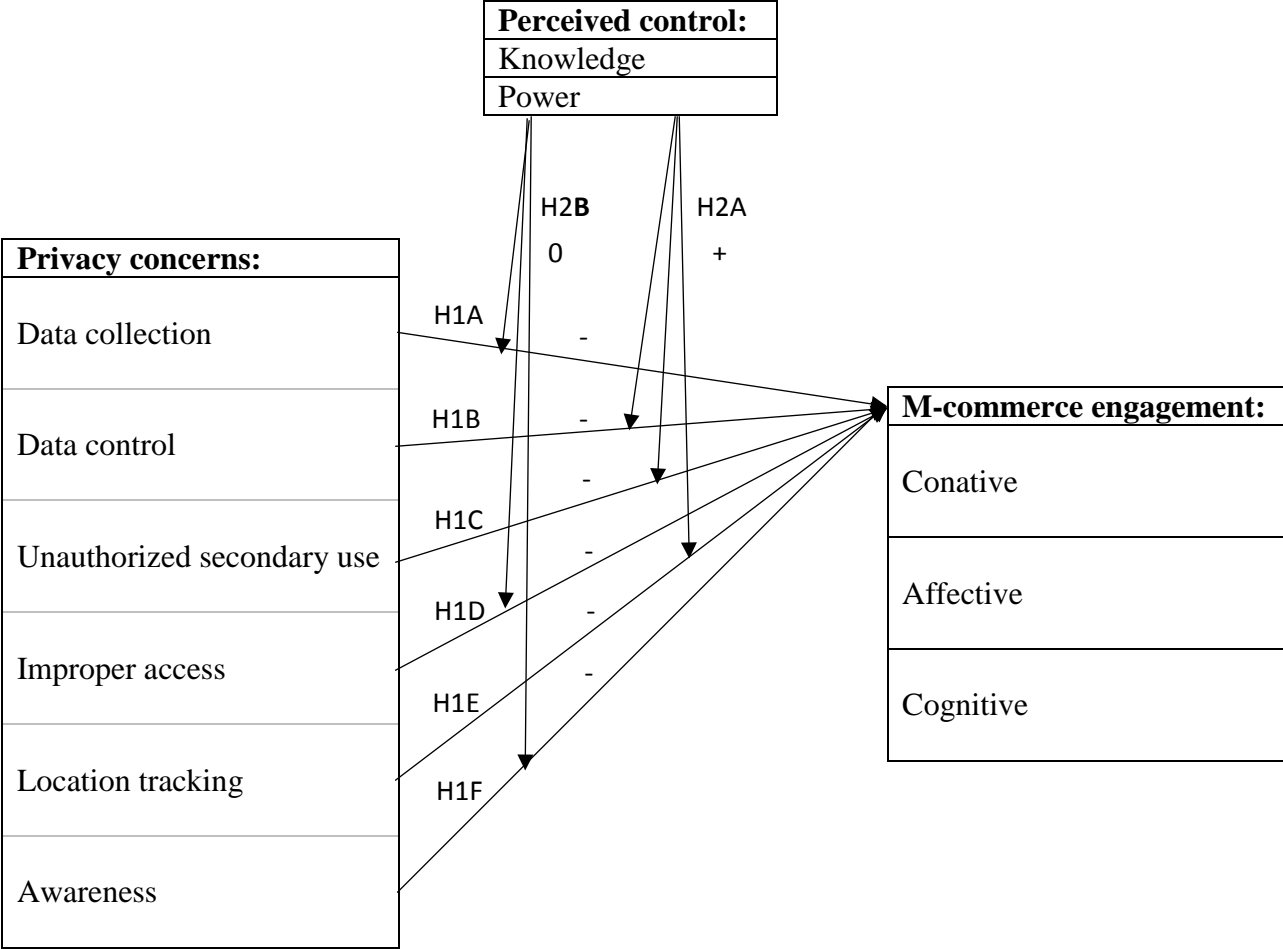 Perceived control:
Knowledge
Power
H2B
H2A
0
+
Privacy concerns:
Data collection
Data control
Unauthorized secondary use
Improper access
Location tracking
Awareness
H1A
-
H1B
-
-
H1C
-
H1D
-
-
H1E
H1F
M-commerce engagement:
Conative
Affective
Cognitive